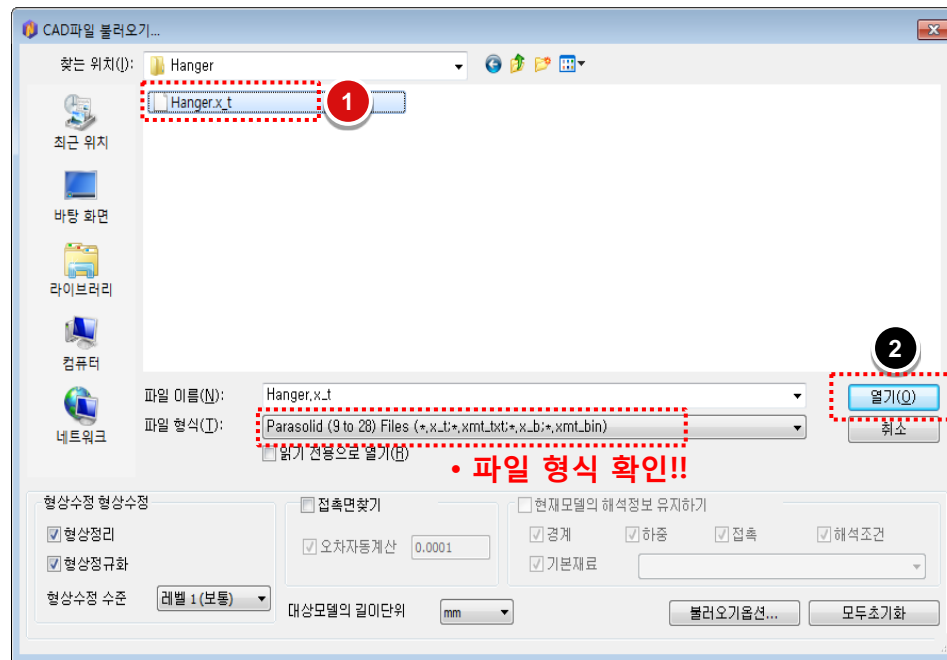 CAD파일 불러오기...
찾는 위치(I): Hanger
Hanger.x_t 1
최근 위치
바탕 화면
라이브러리
컴퓨터
네트워크
2
파일 이름(N): Hanger.x_t 열기(O)
파일 형식(T): Parasolid (9 to 28) Files (*.x_t;*.xmt_txt;*.x_b;*.xmt_bin) 취소
읽기 전용으로 열기(R)
• 파일 형식 확인!!
형상수정 형상수정 접촉면찾기 현재모델의 해석정보 유지하기
형상정리 오차자동계산 0.0001 경계 하중 접촉 해석조건
형상정규화 기본재료
형상수정 수준 레벨 1 (보통) 대상모델의 길이단위 mm 불러오기옵션... 모두초기화